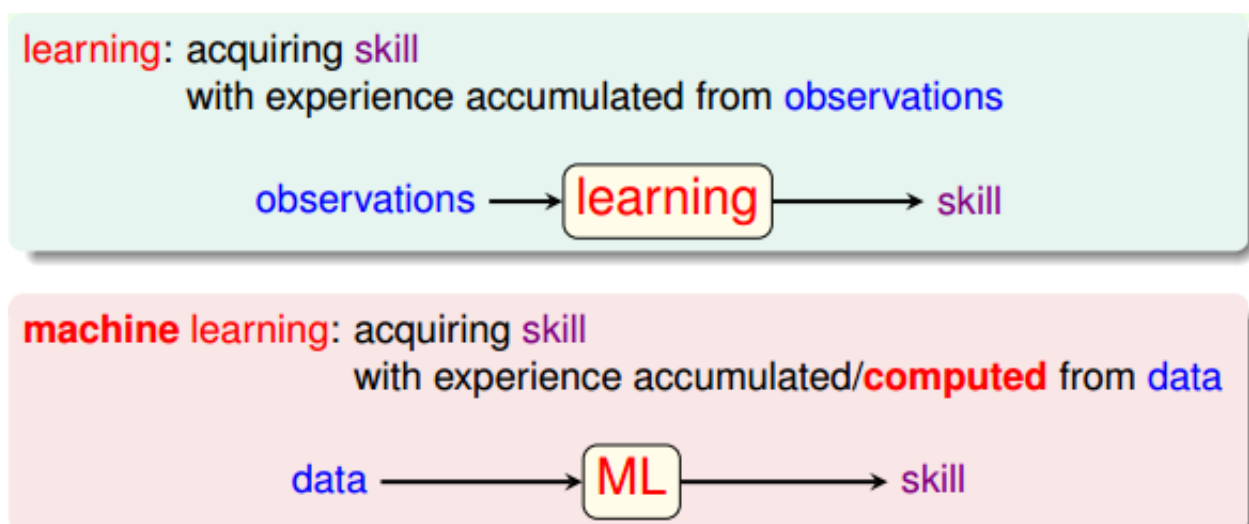 learning: acquiring skill
with experience accumulated from observations
observations learning skill
machine learning: acquiring skill
with experience accumulated/computed from data
data ML skill